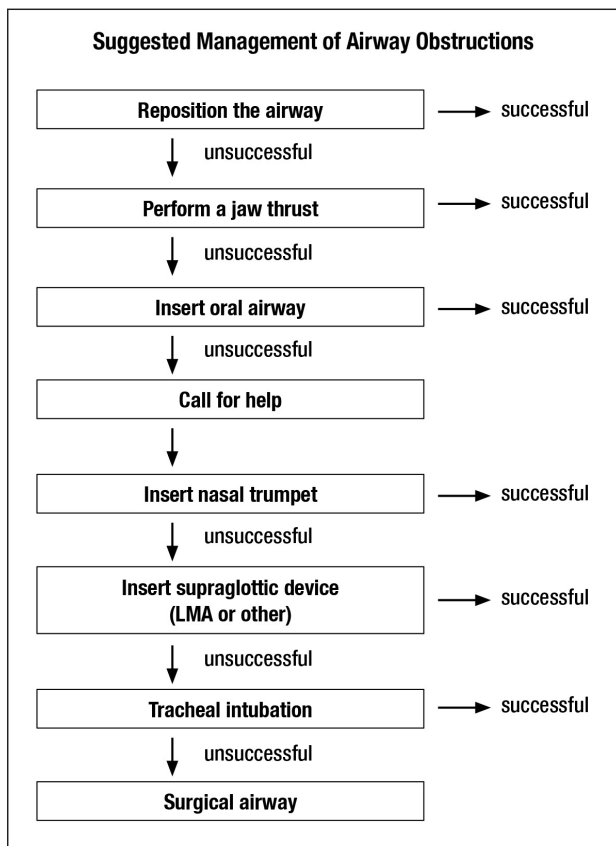 Suggested Management of Airway Obstructions
Reposition the airway
successful
unsuccessful
Perform a jaw thrust
successful
unsuccessful
Insert oral airway
successful
unsuccessful
Call for help
Insert nasal trumpet
successful
unsuccessful
Insert supraglottic device
(LMA or other)
successful
unsuccessful
Tracheal intubation
successful
unsuccessful
Surgical airway